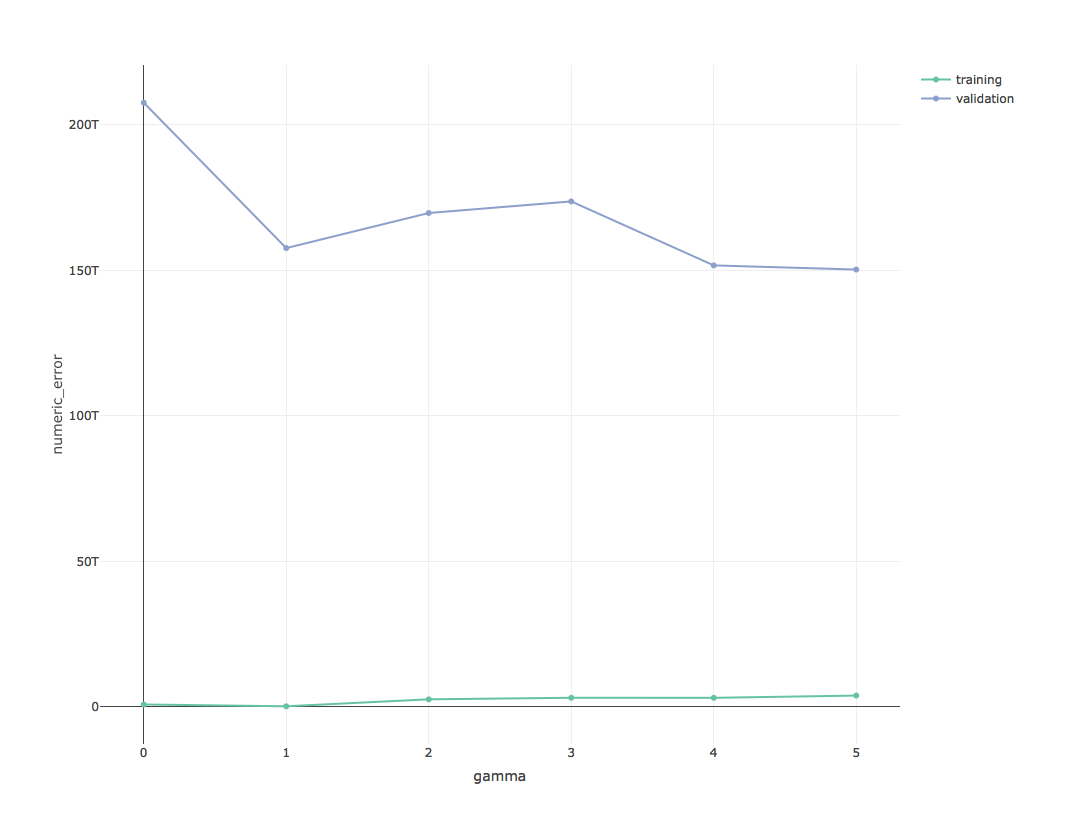 training
validation
200T
150T
100T
50T
0
numeric_error
0 1 2 3 4 5
gamma